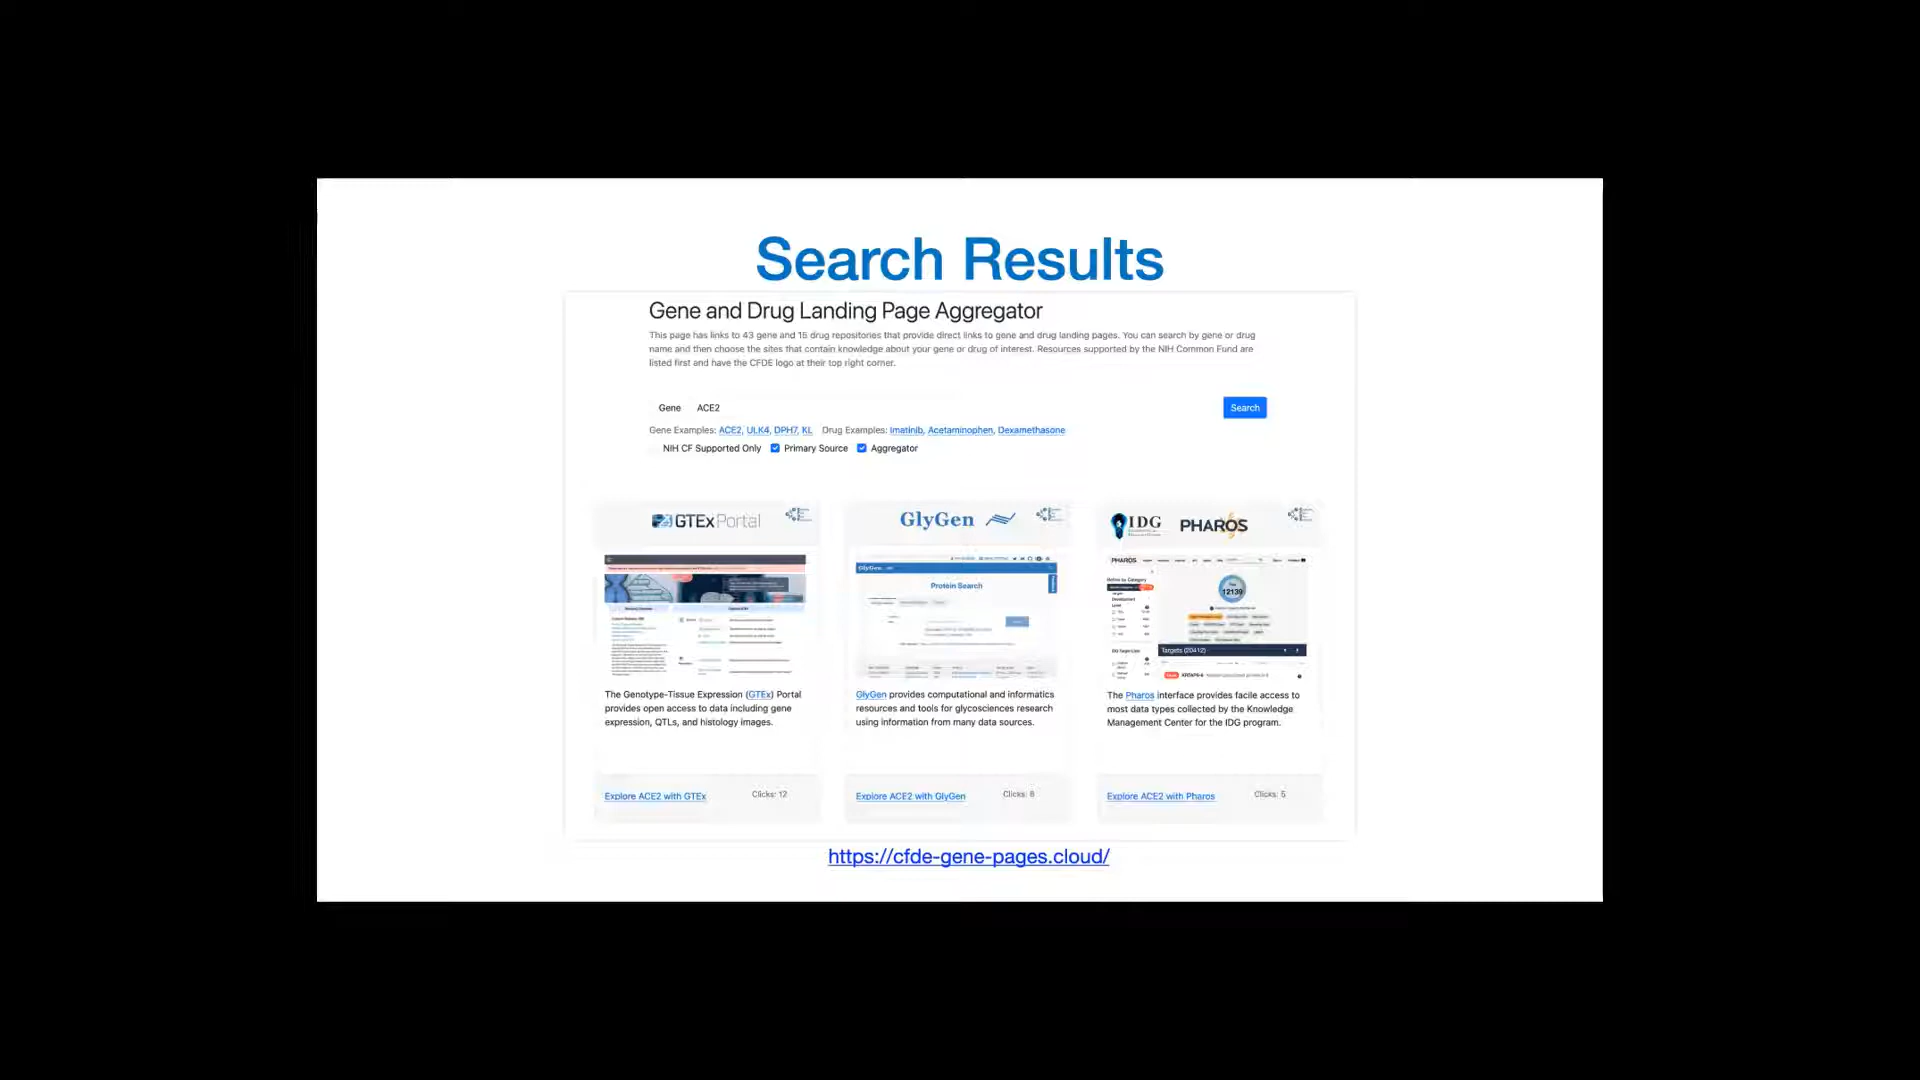 Search Results
Gene and Drug Landing Page Aggregator
This page has links to 43 gene and 15 drug repositories that provide direct links to gene and drug landing pages. You can search by gene or drug
name and then choose the sites that contain knowledge about your gene or drug of interest. Resources supported by the NIH Common Fund are
listed first and have the CFDE logo at their top right corner.
Gene ACE2 Search
Gene Examples: ACE2, ULK4, DPH7, KL Drug Examples: Imatinib, Acetaminophen, Dexamethasone
NIH CF Supported Only Primary Source Aggregator
GTEx Portal
The Genotype-Tissue Expression (GTEx) Portal
provides open access to data including gene
expression, QTLs, and histology images.
Explore ACE2 with GTEx Clicks: 12
GlyGen
GlyGen
Protein Search
GlyGen provides computational and informatics
resources and tools for glycosciences research
using information from many data sources.
Explore ACE2 with GlyGen Clicks: 8
IDG PHAROS
PHAROS
12139
Targets (20412)
The Pharos interface provides facile access to
most data types collected by the Knowledge
Management Center for the IDG program.
Explore ACE2 with Pharos Clicks: 5
https://cfde-gene-pages.cloud/